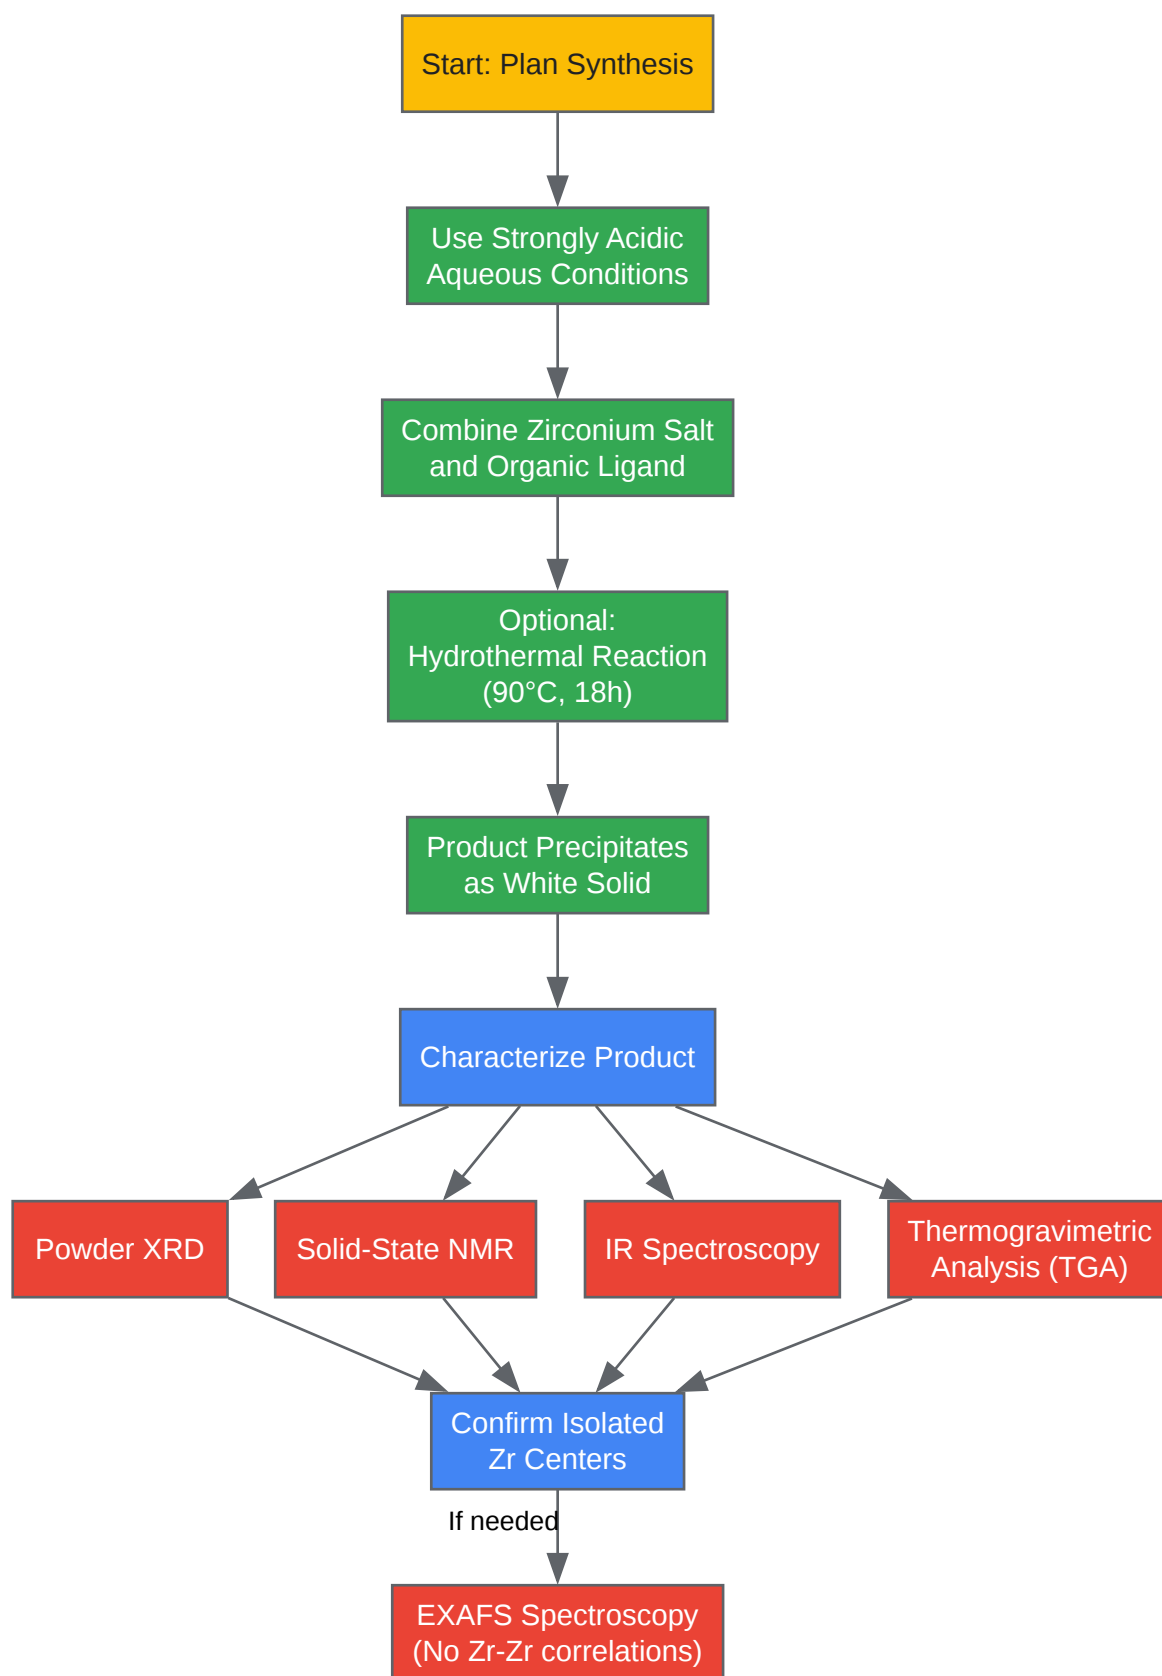 Start: Plan Synthesis
Use Strongly Acidic
Aqueous Conditions
Combine Zirconium Salt
and Organic Ligand
Optional:
Hydrothermal Reaction
(90°C, 18h)
Product Precipitates
as White Solid
Characterize Product
Powder XRD
Solid-State NMR
IR Spectroscopy
Thermogravimetric
Analysis (TGA)
Confirm Isolated
Zr Centers
If needed
EXAFS Spectroscopy
(No Zr-Zr correlations)